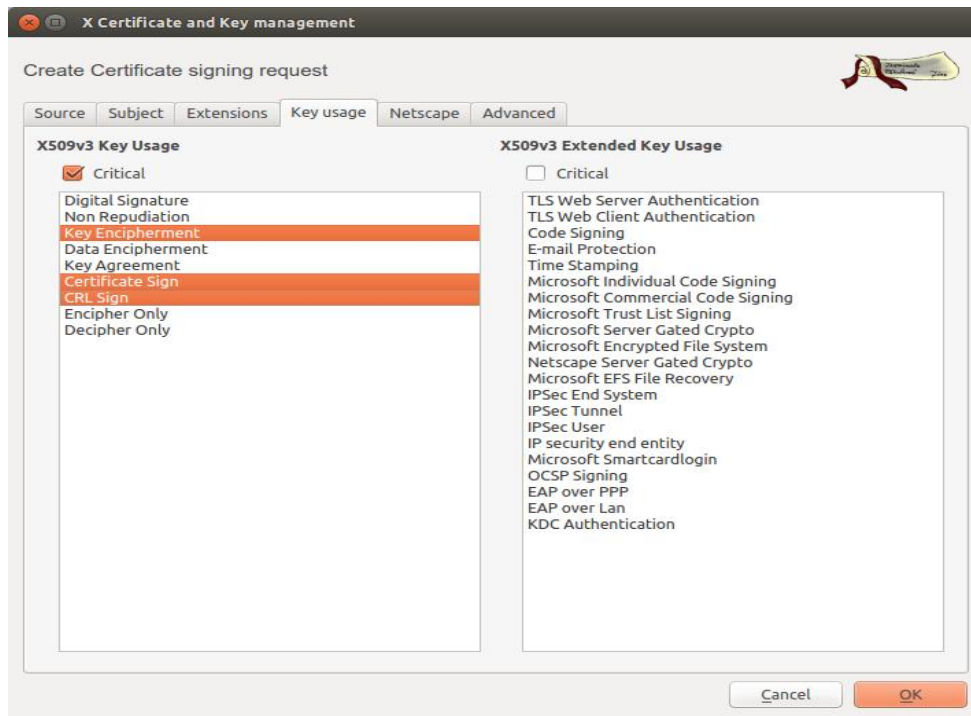 X Certificate and Key management
Create Certificate signing request
Source Subject Extensions Key usage Netscape Advanced
X509v3 Key Usage
Critical
Digital Signature
Non Repudiation
Key Encipherment
Data Encipherment
Key Agreement
Certificate Sign
CRL Sign
Encipher Only
Decipher Only
X509v3 Extended Key Usage
Critical
TLS Web Server Authentication
TLS Web Client Authentication
Code Signing
E-mail Protection
Time Stamping
Microsoft Individual Code Signing
Microsoft Commercial Code Signing
Microsoft Trust List Signing
Microsoft Server Gated Crypto
Microsoft Encrypted File System
Netscape Server Gated Crypto
Microsoft EFS File Recovery
IPSec End System
IPSec Tunnel
IPSec User
IP security end entity
Microsoft Smartcardlogin
OCSP Signing
EAP over PPP
EAP over Lan
KDC Authentication
Cancel OK